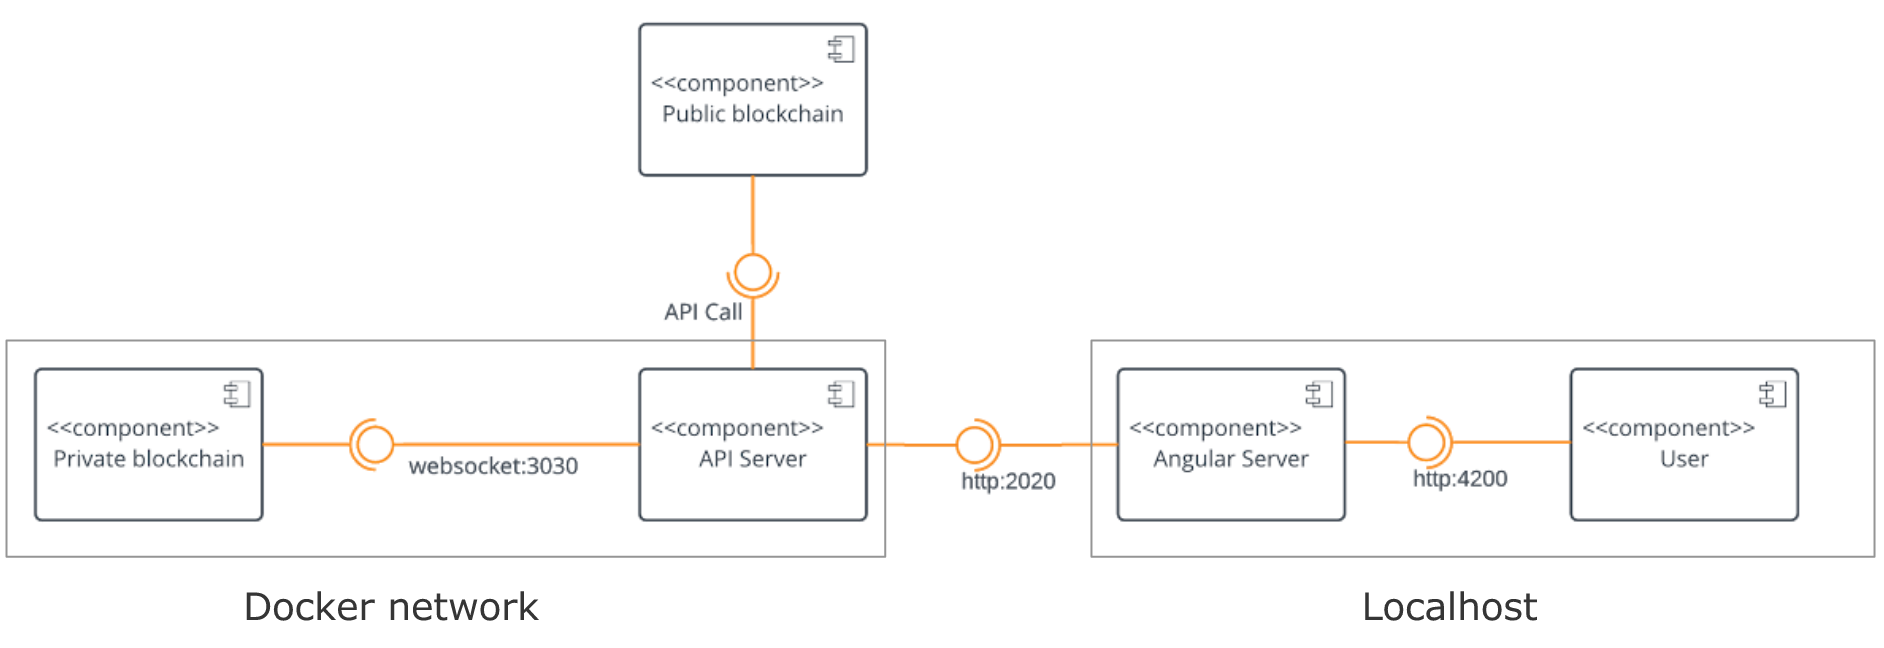 <<component>>
Public blockchain
API Call
<<component>>
Private blockchain
websocket:3030
<<component>>
API Server
http:2020
<<component>>
Angular Server
http:4200
<<component>>
User
Docker network
Localhost